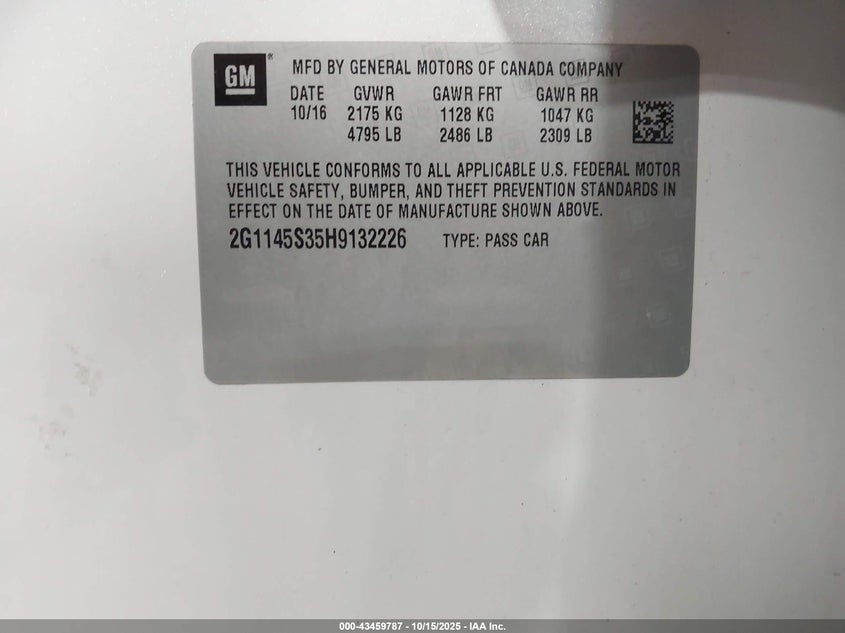 GM ® MFD BY GENERAL MOTORS OF CANADA COMPANY
DATE GVWR GAWR FRT GAWR RR
10/16 2175 KG 1128 KG 1047 KG
4795 LB 2486 LB 2309 LB
THIS VEHICLE CONFORMS TO ALL APPLICABLE U.S. FEDERAL MOTOR
VEHICLE SAFETY, BUMPER, AND THEFT PREVENTION STANDARDS IN
EFFECT ON THE DATE OF MANUFACTURE SHOWN ABOVE.
2G1145S35H9132226 TYPE: PASS CAR
000-43459787 - 10/15/2025 - IAA Inc.